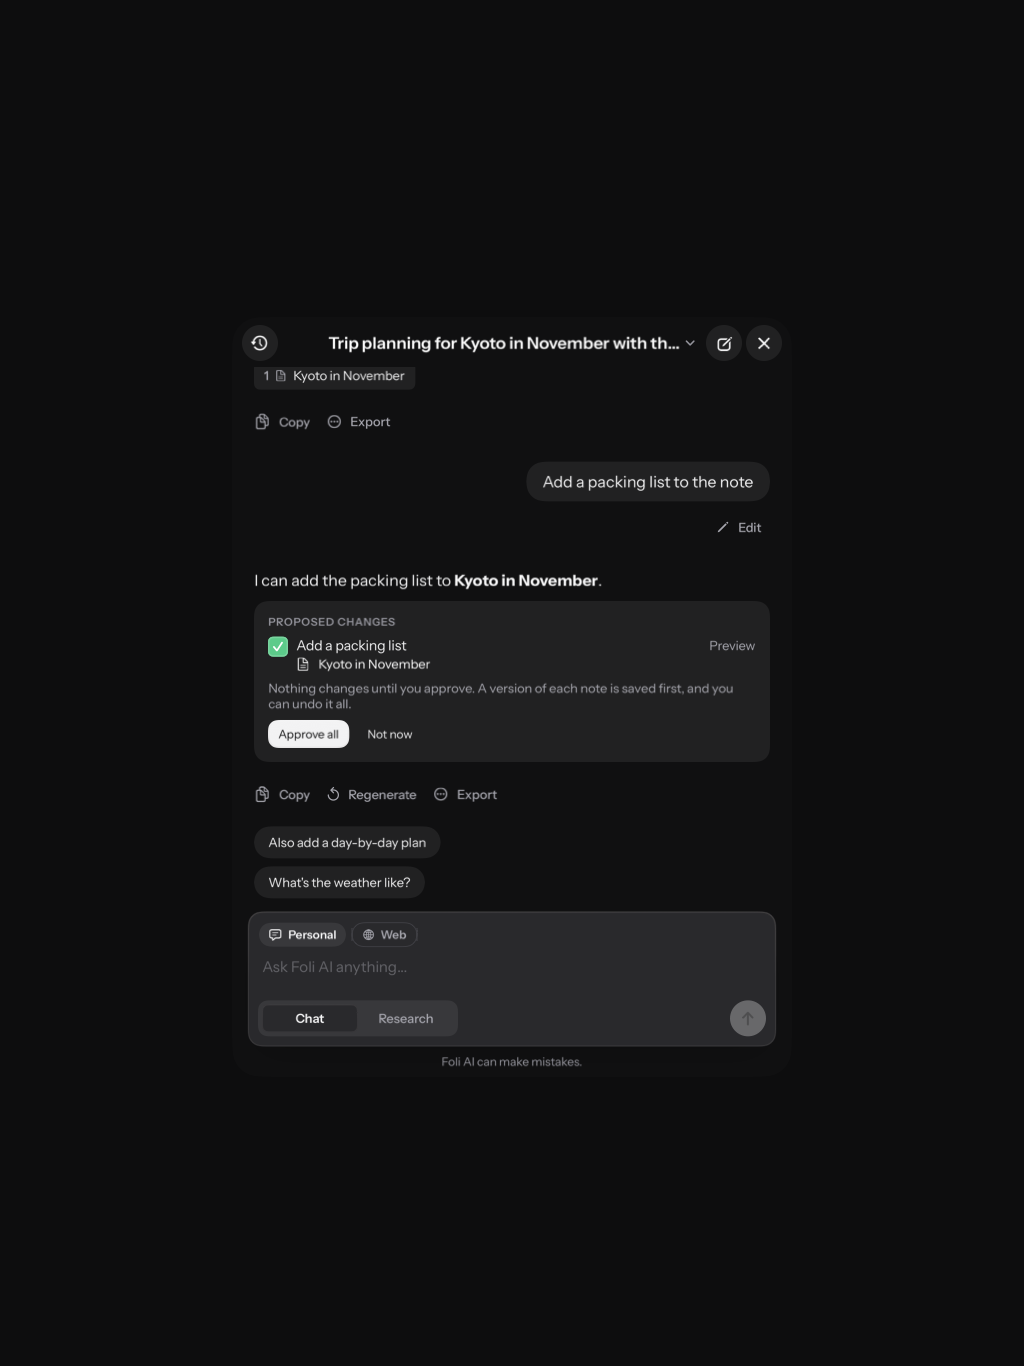 Trip planning for Kyoto in November with th...
1 Kyoto in November
Copy Export
Add a packing list to the note
Edit
I can add the packing list to Kyoto in November.
PROPOSED CHANGES
Add a packing list Preview
Kyoto in November
Nothing changes until you approve. A version of each note is saved first, and you
can undo it all.
Approve all Not now
Copy Regenerate Export
Also add a day-by-day plan
What's the weather like?
Personal Web
Ask Foli AI anything...
Chat Research
Foli AI can make mistakes.